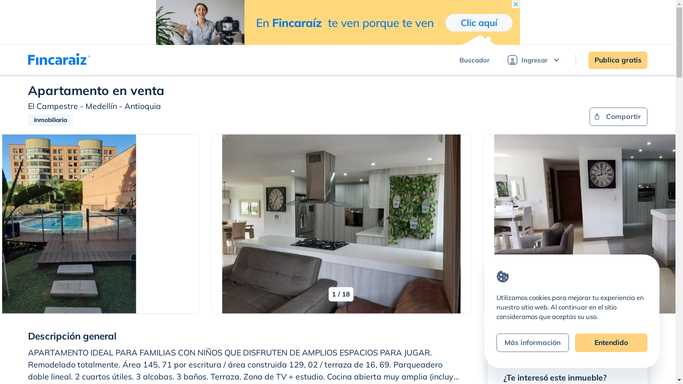 En Fincaraíz te ven porque te ven
Clic aquí
Fincaraiz
Buscador
Ingresar
Publica gratis
Apartamento en venta
El Campestre - Medellín - Antioquia
Inmobiliaria
Compartir
1 / 18
Utilizamos cookies para mejorar tu experiencia en
nuestro sitio web. Al continuar en el sitio
consideramos que aceptas su uso.
Más información
Entendido
Descripción general
APARTAMENTO IDEAL PARA FAMILIAS CON NIÑOS QUE DISFRUTEN DE AMPLIOS ESPACIOS PARA JUGAR.
Remodelado totalmente. Área 145, 71 por escritura / área construida 129, 02 / terraza de 16, 69. Parqueadero
doble lineal. 2 cuartos útiles. 3 alcobas. 3 baños. Terraza. Zona de TV + estudio. Cocina abierta muy amplia (incluy...
¿Te interesó este inmueble?